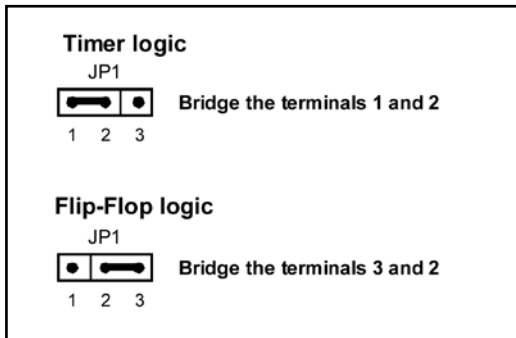 Timer logic
JP1
Bridge the terminals 1 and 2
1 2 3
Flip-Flop logic
JP1
Bridge the terminals 3 and 2
1 2 3